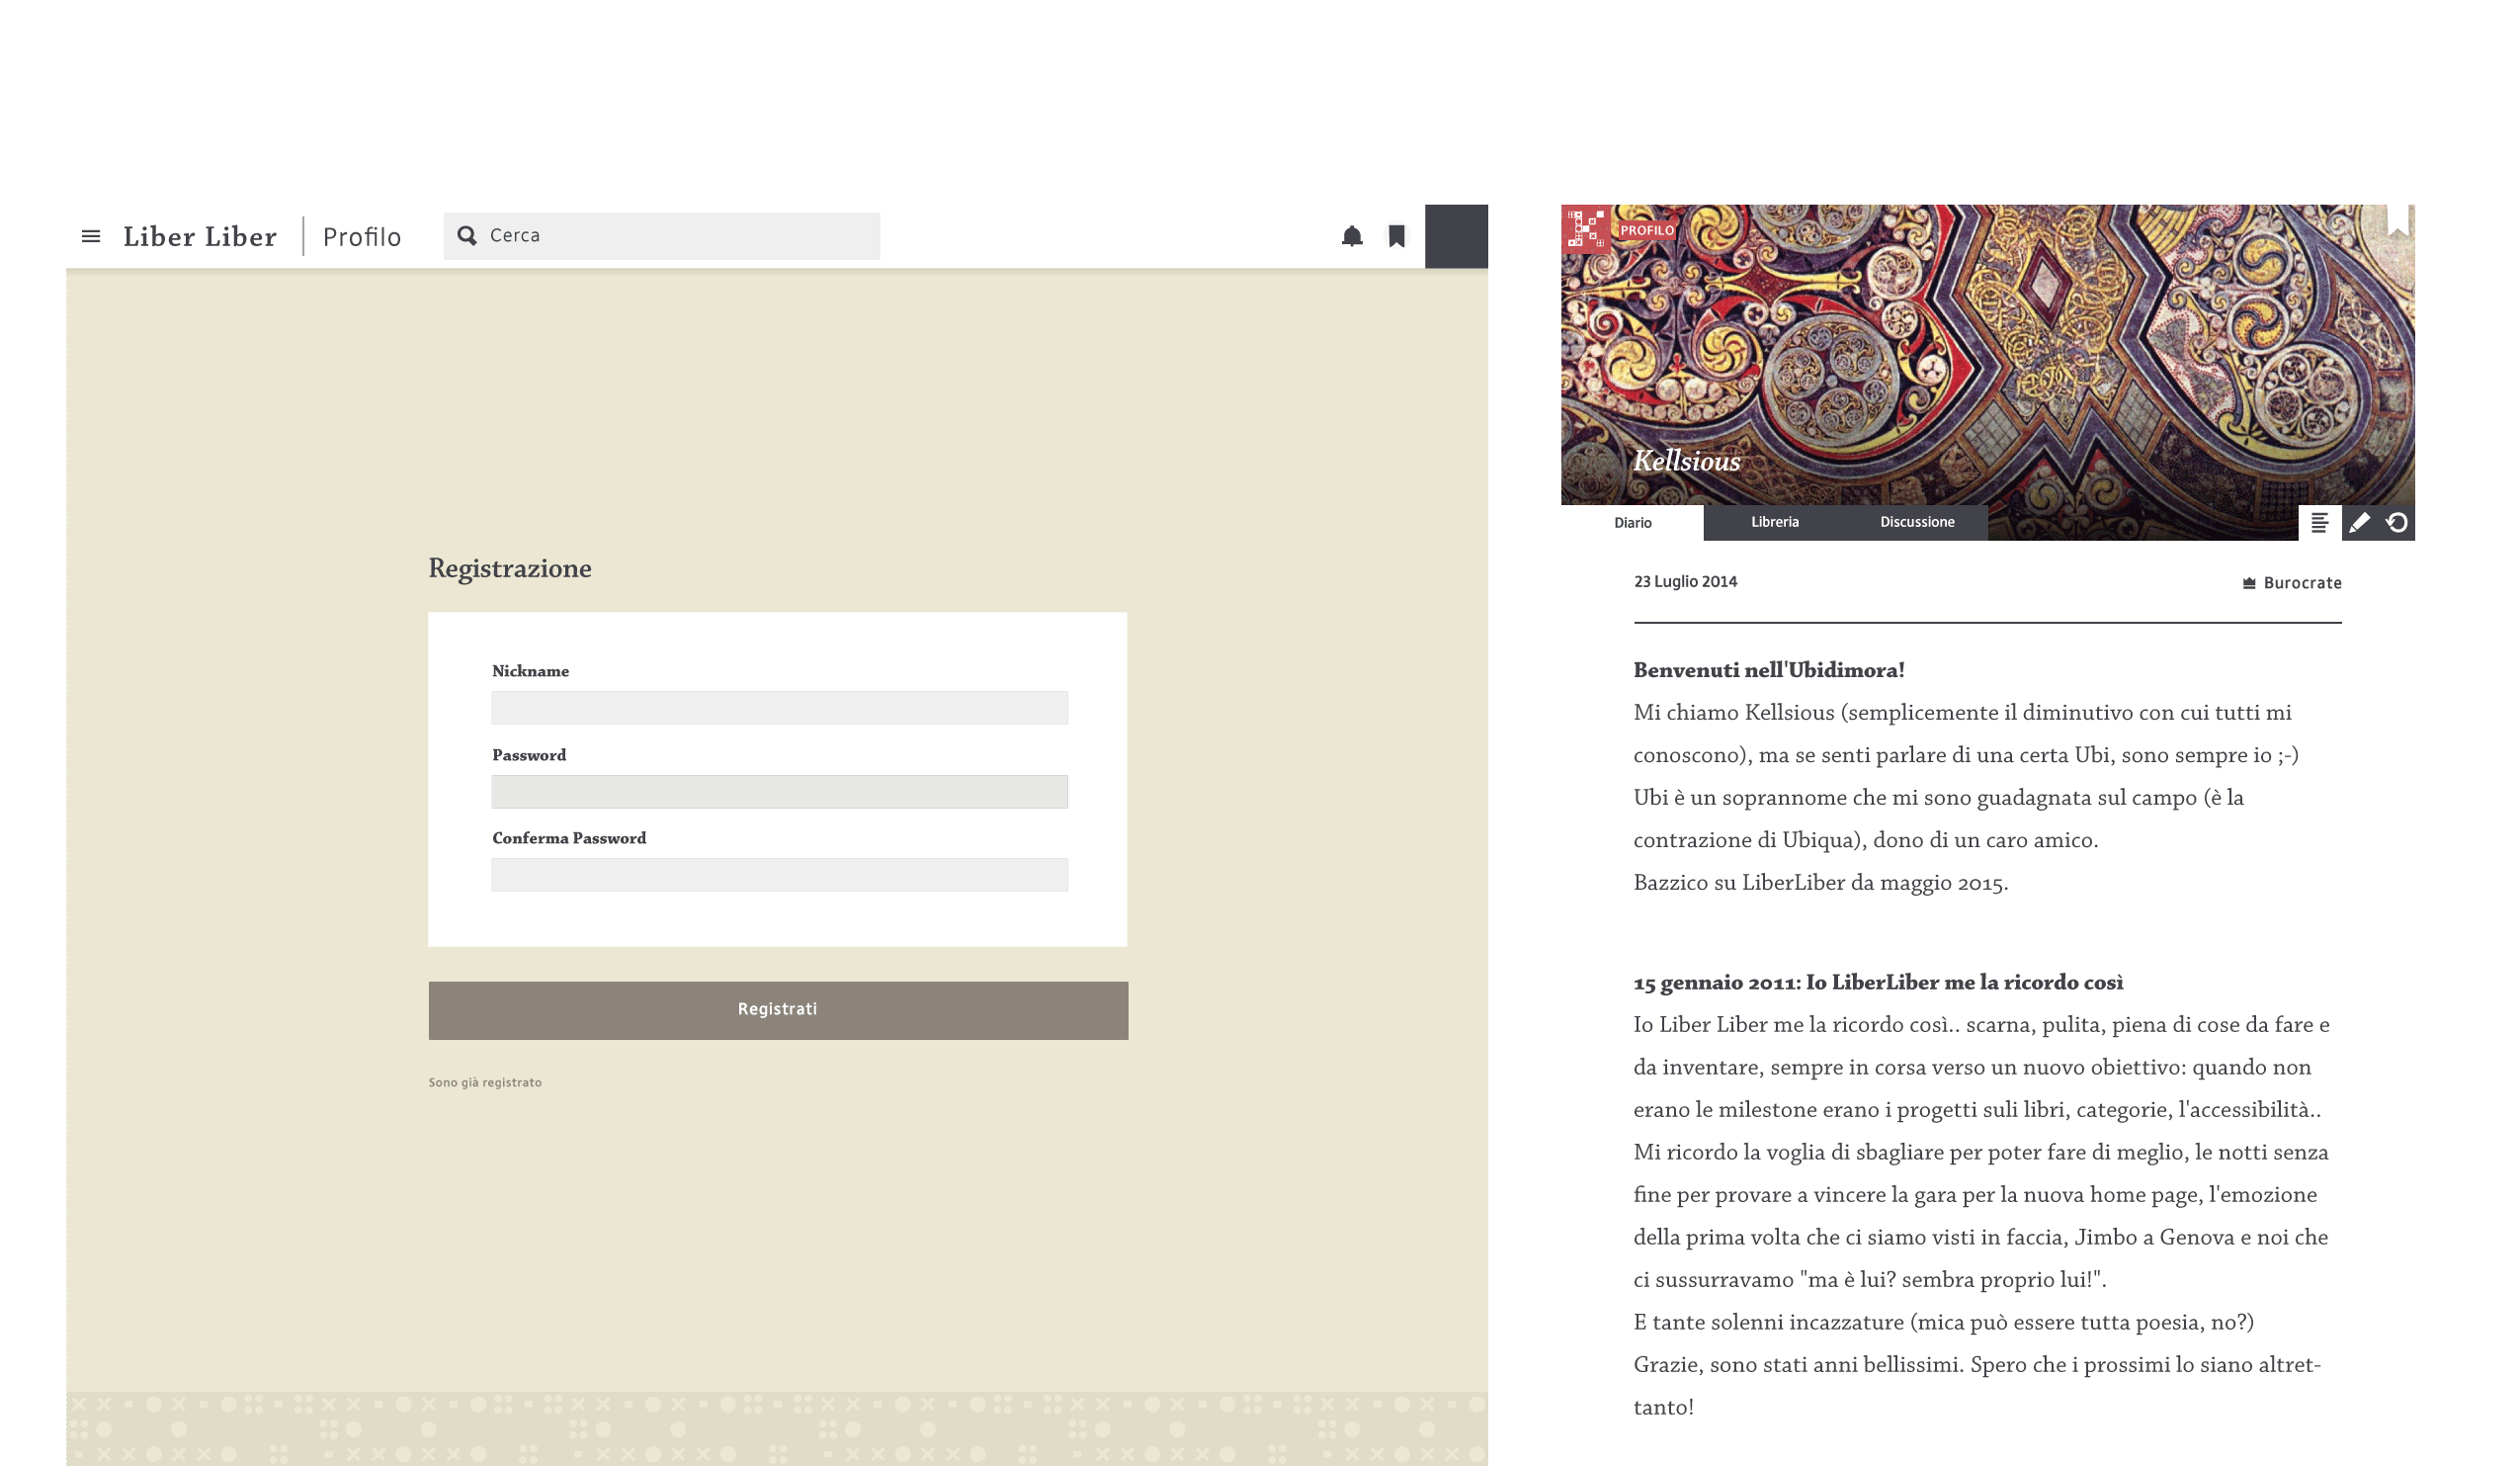 Liber Liber
Profilo
Cerca
Registrazione
Nickname
Password
Conferma Password
Registrati
Sono già registrato
PROFILO
Kellsious
Diario
Libreria
Discussione
23 Luglio 2014
Burocrate
Benvenuti nell'Ubidimora!
Mi chiamo Kellsious (semplicemente il diminutivo con cui tutti mi
conoscono), ma se senti parlare di una certa Ubi, sono sempre io ;-)
Ubi è un soprannome che mi sono guadagnata sul campo (è la
contrazione di Ubiqua), dono di un caro amico.
Bazzico su LiberLiber da maggio 2015.
15 gennaio 2011: Io LiberLiber me la ricordo così
Io Liber Liber me la ricordo così.. scarna, pulita, piena di cose da fare e
da inventare, sempre in corsa verso un nuovo obiettivo: quando non
erano le milestone erano i progetti suli libri, categorie, l'accessibilità..
Mi ricordo la voglia di sbagliare per poter fare di meglio, le notti senza
fine per provare a vincere la gara per la nuova home page, l'emozione
della prima volta che ci siamo visti in faccia, Jimbo a Genova e noi che
ci sussurravamo "ma è lui? sembra proprio lui!".
E tante solenni incazzature (mica può essere tutta poesia, no?)
Grazie, sono stati anni bellissimi. Spero che i prossimi lo siano altret-
tanto!